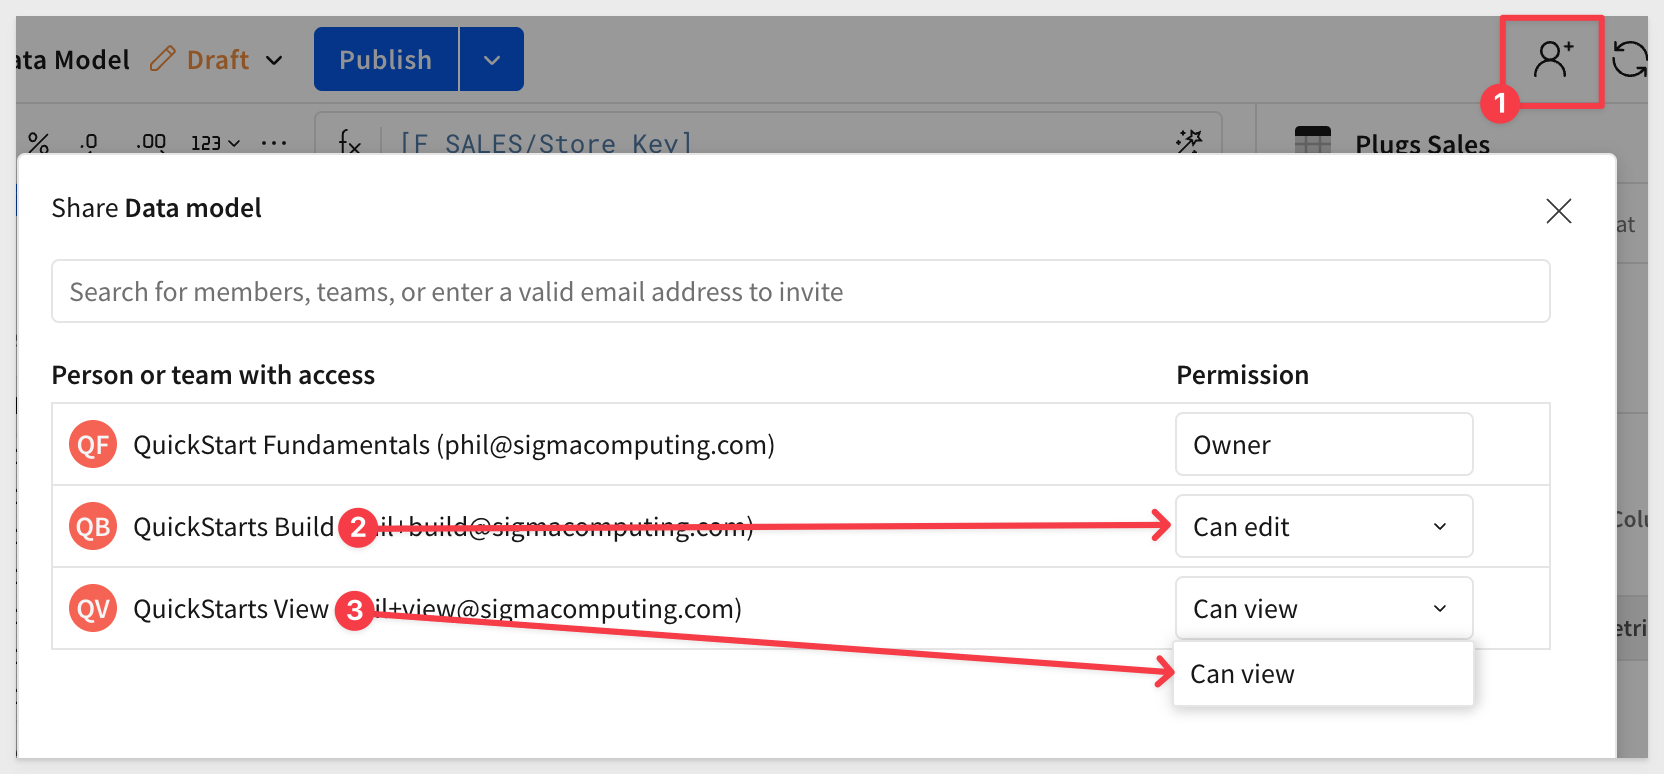 ata Model Draft Publish
1
% .0 .00 123 ··· fx [F SALES/Store Key] Plugs Sales
Share Data model
at
Search for members, teams, or enter a valid email address to invite
Person or team with access Permission
QF QuickStart Fundamentals (phil@sigmacomputing.com) Owner
QB QuickStarts Build 2 il+build@sigmacomputing.com) Can edit
Colu
QV QuickStarts View 3 il+view@sigmacomputing.com) Can view
etri
Can view